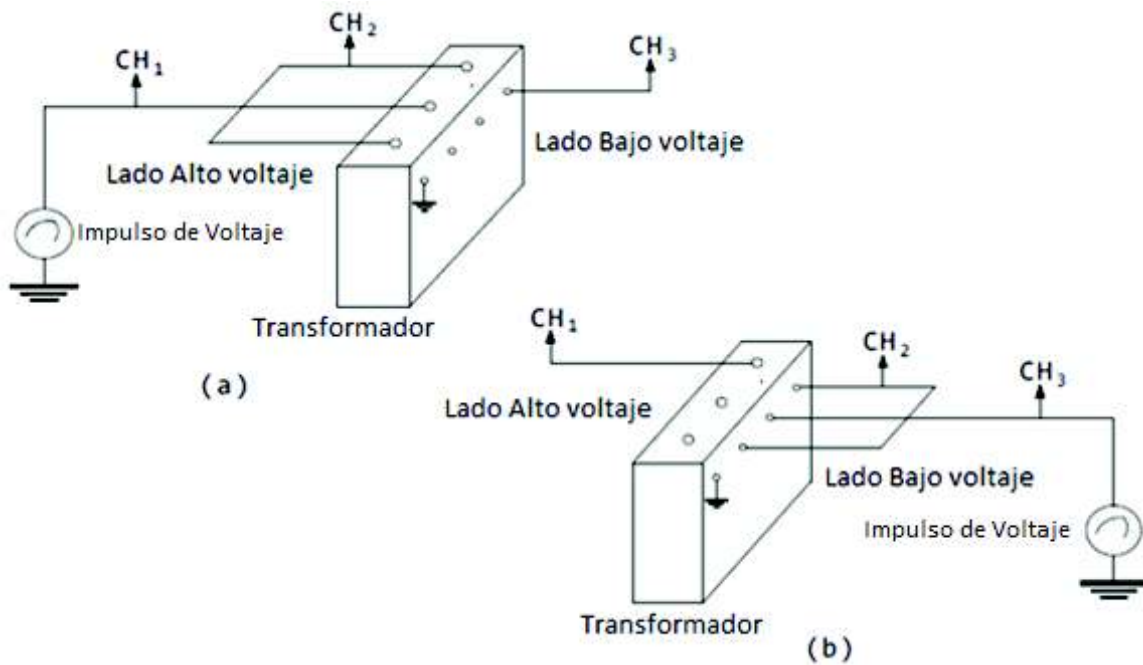 CH₂
CH₁
CH₃
Lado Bajo voltaje
Lado Alto voltaje
Impulso de Voltaje
Transformador
(a)
CH₁
CH₂
CH₃
Lado Alto voltaje
Lado Bajo voltaje
Impulso de Voltaje
Transformador
(b)